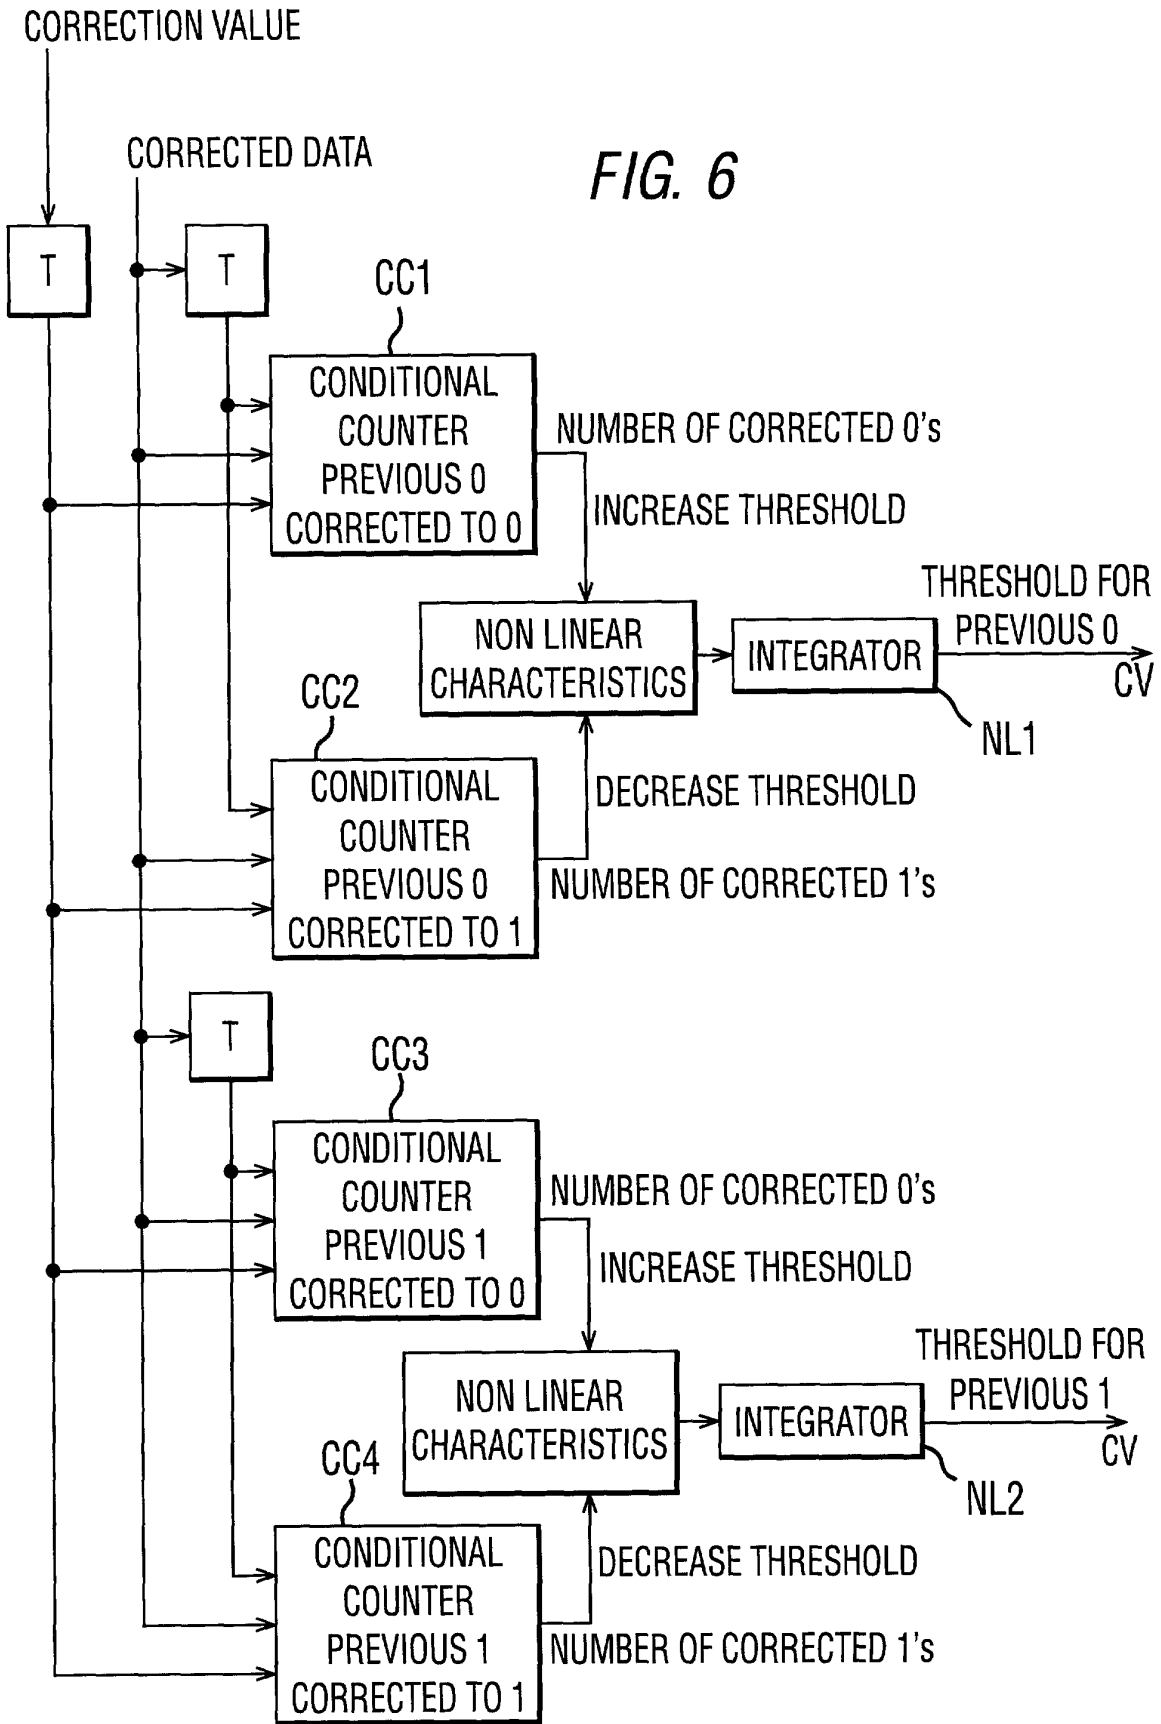 CORRECTION VALUE
CORRECTED DATA
FIG. 6
T
T
CC1
CONDITIONAL
COUNTER
PREVIOUS 0
CORRECTED TO 0
NUMBER OF CORRECTED 0's
INCREASE THRESHOLD
NON LINEAR
CHARACTERISTICS
INTEGRATOR
THRESHOLD FOR
PREVIOUS 0
CV
NL1
CC2
CONDITIONAL
COUNTER
PREVIOUS 0
CORRECTED TO 1
DECREASE THRESHOLD
NUMBER OF CORRECTED 1's
T
CC3
CONDITIONAL
COUNTER
PREVIOUS 1
CORRECTED TO 0
NUMBER OF CORRECTED 0's
INCREASE THRESHOLD
NON LINEAR
CHARACTERISTICS
INTEGRATOR
THRESHOLD FOR
PREVIOUS 1
CV
NL2
CC4
CONDITIONAL
COUNTER
PREVIOUS 1
CORRECTED TO 1
DECREASE THRESHOLD
NUMBER OF CORRECTED 1's